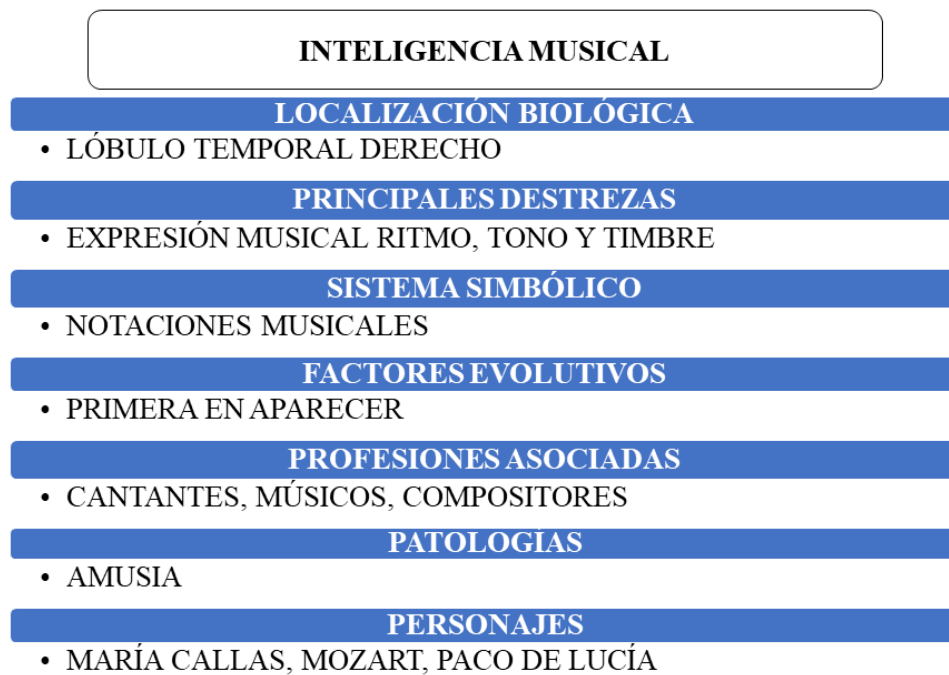 INTELIGENCIA MUSICAL
LOCALIZACIÓN BIOLÓGICA
• LÓBULO TEMPORAL DERECHO
PRINCIPALES DESTREZAS
• EXPRESIÓN MUSICAL RITMO, TONO Y TIMBRE
SISTEMA SIMBÓLICO
• NOTACIONES MUSICALES
FACTORES EVOLUTIVOS
• PRIMERA EN APARECER
PROFESIONES ASOCIADAS
• CANTANTES, MÚSICOS, COMPOSITORES
PATOLOGÍAS
• AMUSIA
PERSONAJES
• MARÍA CALLAS, MOZART, PACO DE LUCÍA